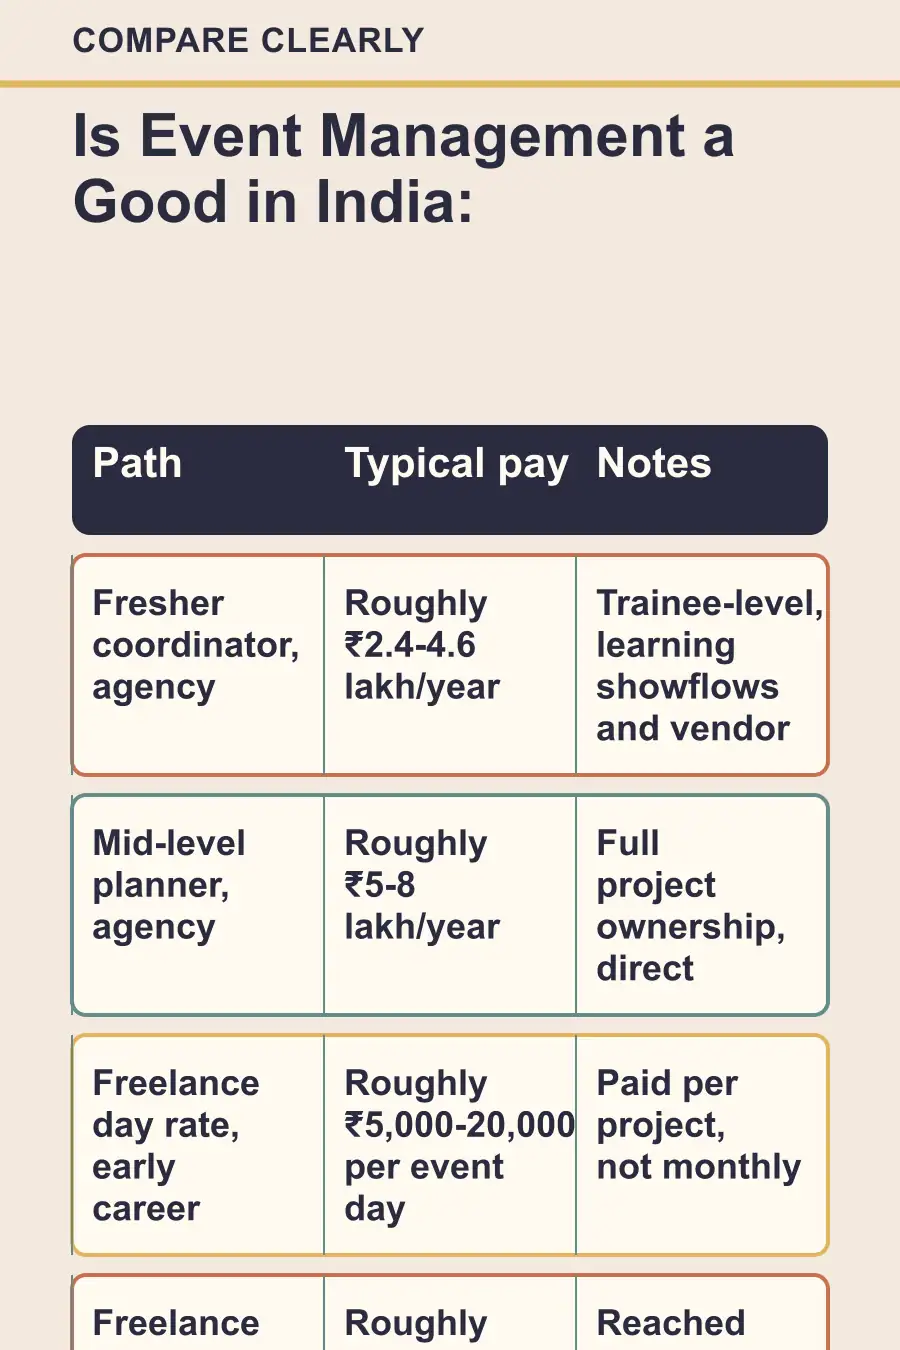 COMPARE CLEARLY
Is Event Management a
Good in India:
Path
Typical pay
Notes
Fresher
coordinator,
agency
Roughly
₹2.4-4.6
lakh/year
Trainee-level,
learning
showflows
and vendor
Mid-level
planner,
agency
Roughly
₹5-8
lakh/year
Full
project
ownership,
direct
Freelance
day rate,
early
career
Roughly
₹5,000-20,000
per event
day
Paid per
project,
not monthly
Freelance
Roughly
Reached